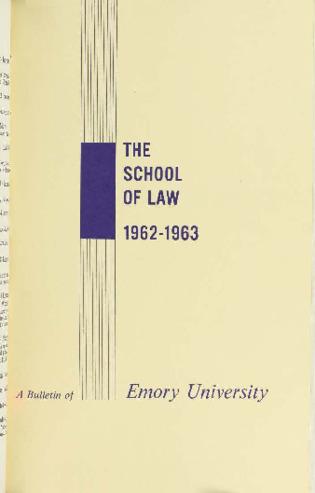 THE
SCHOOL
OF LAW
1962-1963
A Bulletin of Emory University